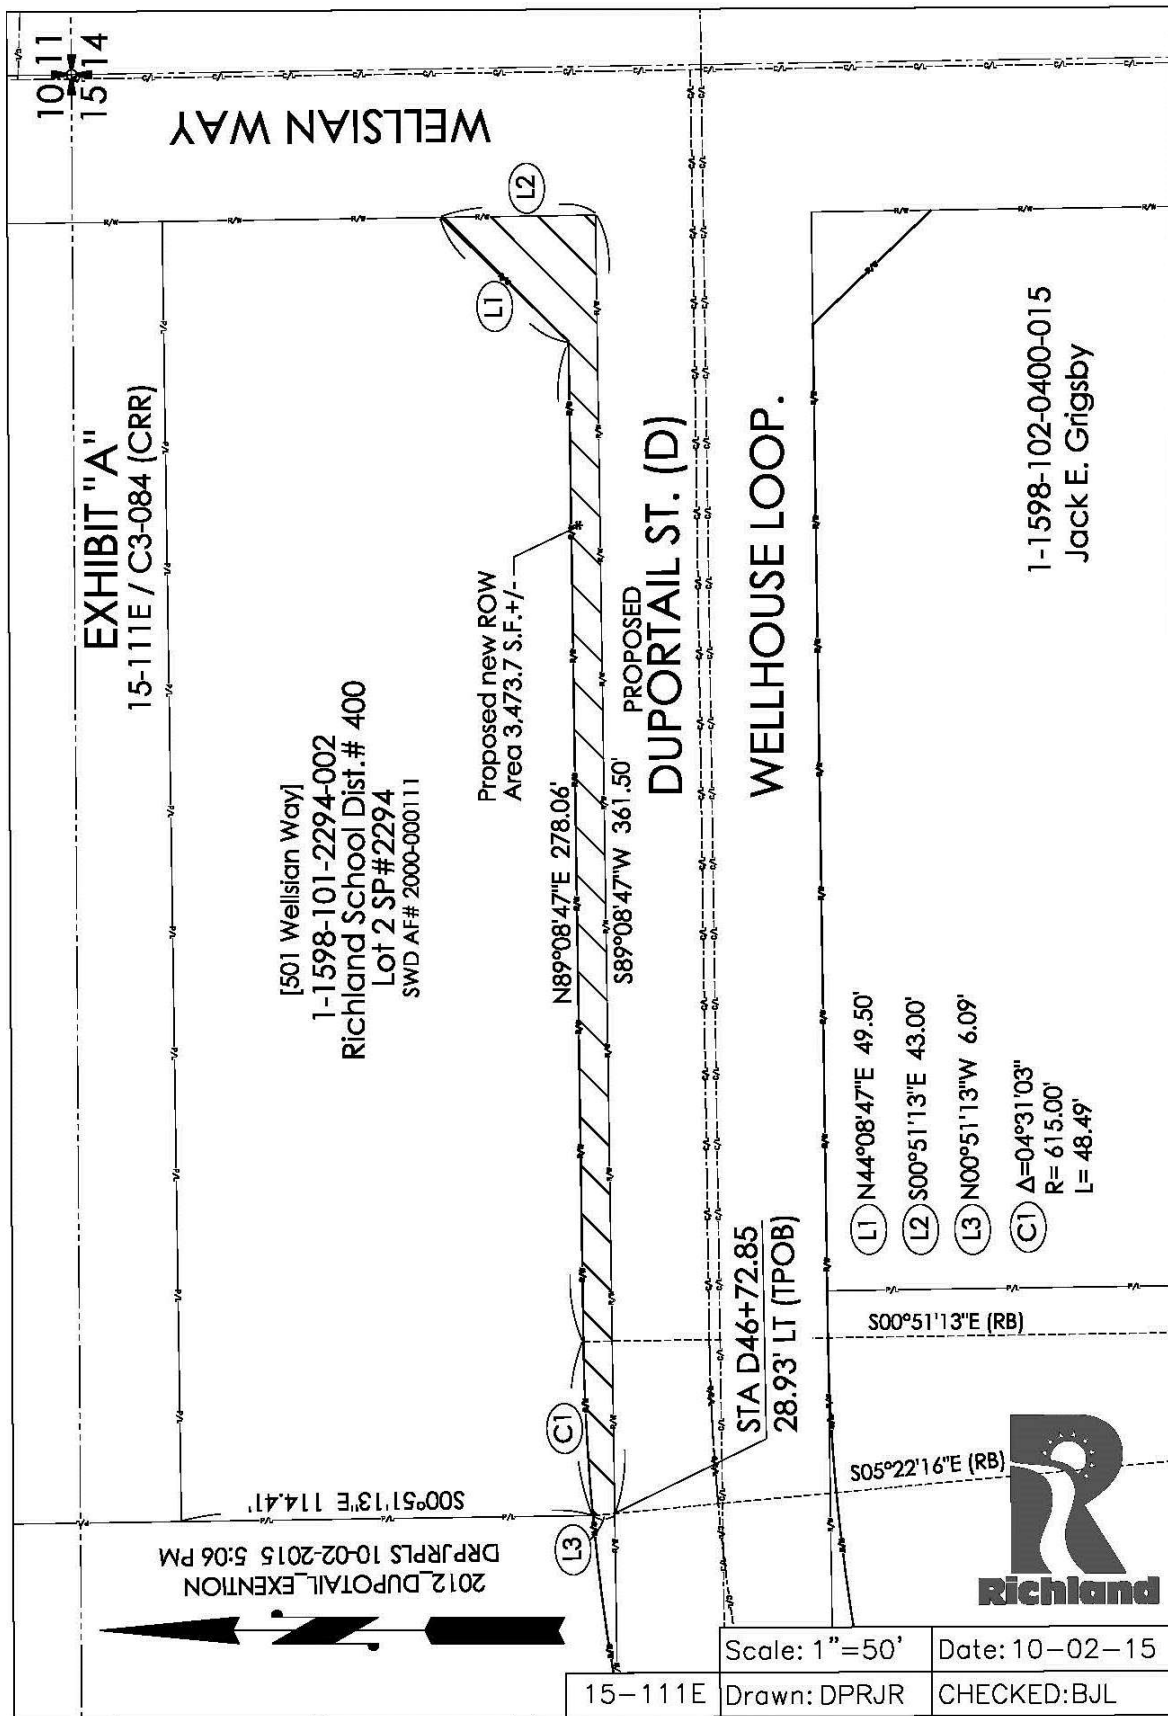 10 11
15 14
WELLSIAN WAY
EXHIBIT "A"
15-111E / C3-084 (CRR)
[501 Wellsian Way]
1-1598-101-2294-002
Richland School Dist.# 400
Lot 2 SP#2294
SWD AF# 2000-000111
Proposed new ROW
Area 3,473.7 S.F.+/-
L1
L2
N89°08'47"E 278.06'
S89°08'47"W 361.50'
PROPOSED
DUPORTAIL ST. (D)
WELLHOUSE LOOP.
1-1598-102-0400-015
Jack E. Grigsby
C1
L3
S00°51'13"E 114.41'
STA D46+72.85
28.93' LT (TPOB)
L1 N44°08'47"E 49.50'
L2 S00°51'13"E 43.00'
L3 N00°51'13"W 6.09'
C1 Δ=04°31'03"
R= 615.00'
L= 48.49'
S00°51'13"E (RB)
S05°22'16"E (RB)
2012_DUPOTAIL_EXENTION
DRPJRPLS 10-02-2015 5:06 PM
Richland
Scale: 1"=50' Date: 10-02-15
15-111E Drawn: DPRJR CHECKED: BJL